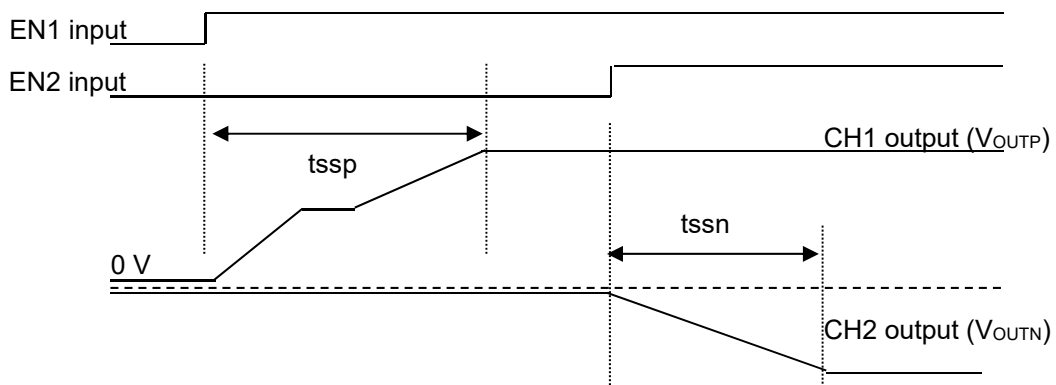 EN1 input
EN2 input
CH1 output (VOUTP)
tssp
tssn
0 V
CH2 output (VOUTN)